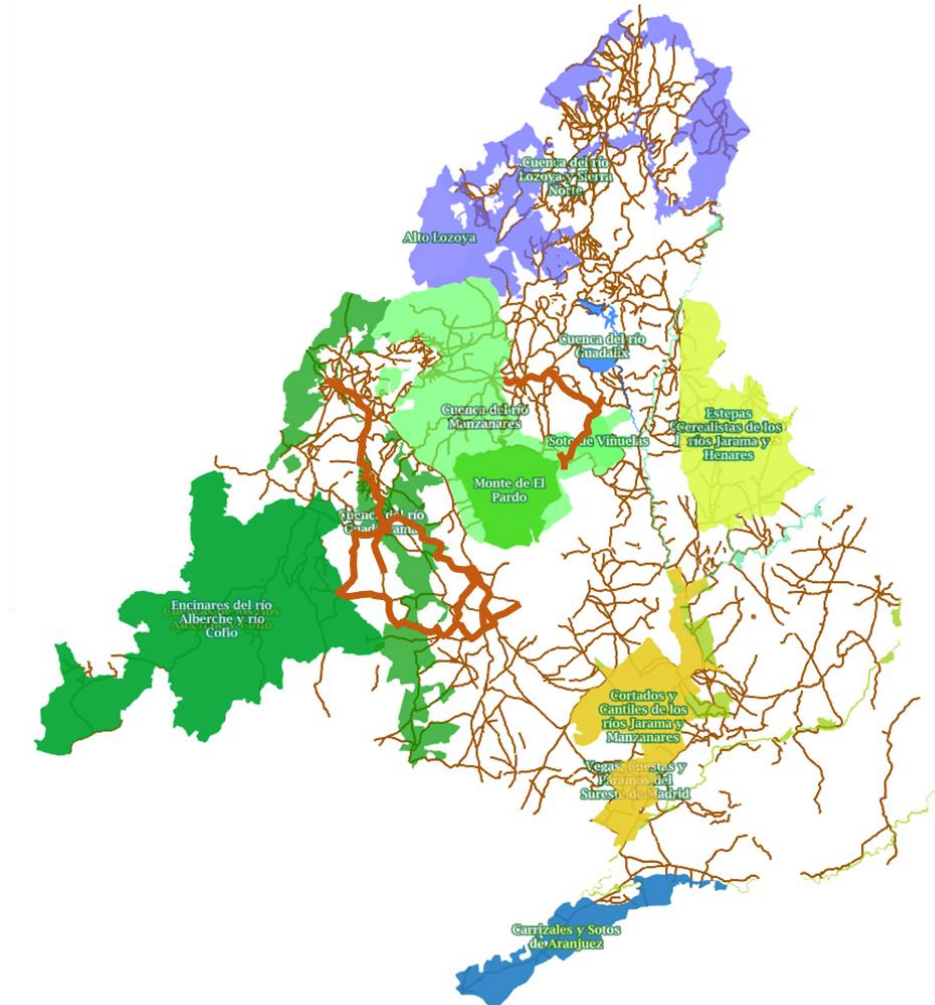 Cuenca del río
Lozoya y Sierra
Norte
Alto Lozoya
Cuenca del río
Guadalix
Cuenca del río
Manzanares
Estepas
Cerealistas de los
ríos Jarama y
Henares
Soto de Viñuelas
Monte de El
Pardo
Cuenca del río
Guadarrama
Encinares del río
Alberche y río
Cofio
Cortados y
Cantiles de los
ríos Jarama y
Manzanares
Vegas, Cuestas y
Páramos del
Sureste de Madrid
Carrizales y Sotos
de Aranjuez